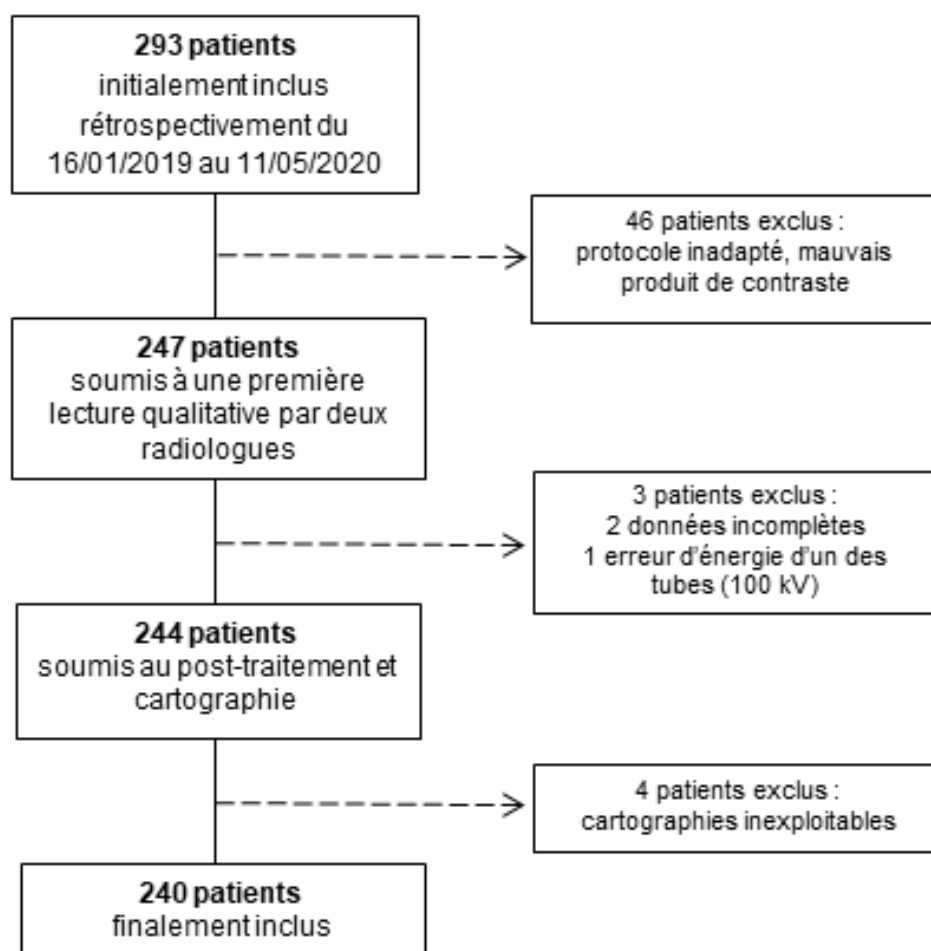 293 patients
initialement inclus
rétrospectivement du
16/01/2019 au 11/05/2020
46 patients exclus :
protocole inadapté, mauvais
produit de contraste
247 patients
soumis à une première
lecture qualitative par deux
radiologues
3 patients exclus :
2 données incomplètes
1 erreur d'énergie d'un des
tubes (100 kV)
244 patients
soumis au post-traitement et
cartographie
4 patients exclus :
cartographies inexploitables
240 patients
finalement inclus